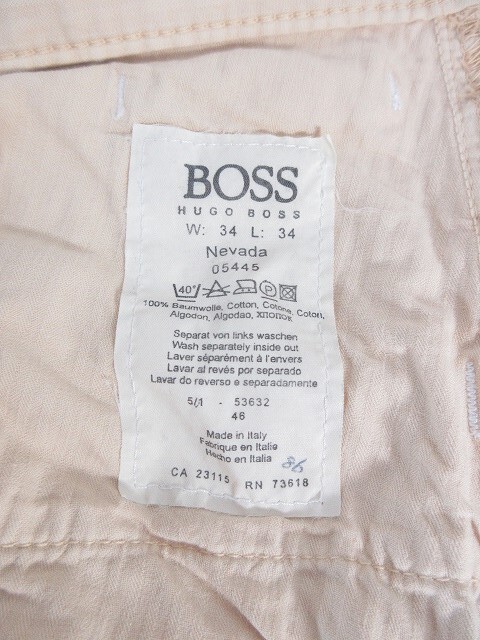 BOSS
HUGO BOSS
W: 34 L: 34
Nevada
05445
40° P
100% Baumwolle, Cotton, Cotone, Coton,
Algodon, Algodao, ХЛОПОК
Separat von links waschen
Wash separately inside out
Laver séparément à l'envers
Lavar al revés por separado
Lavar do reverso e separadamente
5/1 - 53632
46
Made in Italy
Fabrique en Italie
Hecho en Italia
86
CA 23115 RN 73618